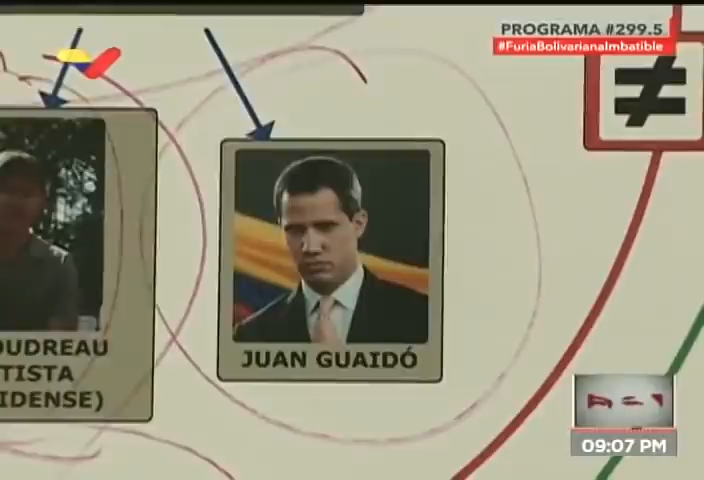 PROGRAMA #299.5
#FuriaBolivarianaImbatible
≠
OUDREAU
TISTA
IDENSE)
JUAN GUAIDÓ
09:07 PM